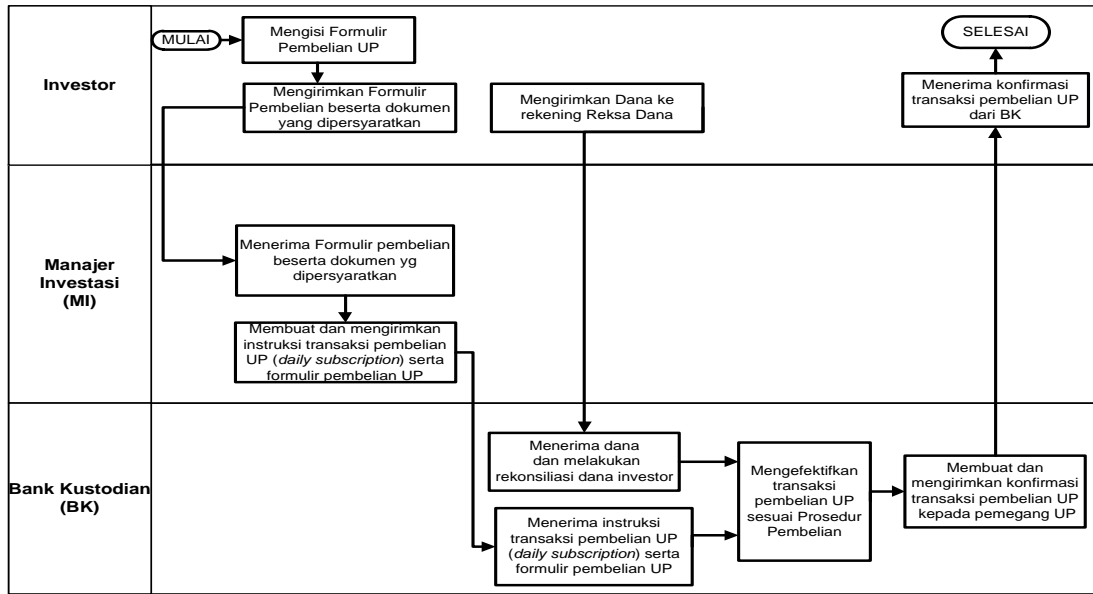 Investor
MULAI
Mengisi Formulir
Pembelian UP
Mengirimkan Formulir
Pembelian beserta dokumen
yang dipersyaratkan
Mengirimkan Dana ke
rekening Reksa Dana
SELESAI
Menerima konfirmasi
transaksi pembelian UP
dari BK
Manajer
Investasi
(MI)
Menerima Formulir pembelian
beserta dokumen yg
dipersyaratkan
Membuat dan mengirimkan
instruksi transaksi pembelian
UP (daily subscription) serta
formulir pembelian UP
Bank Kustodian
(BK)
Menerima dana
dan melakukan
rekonsiliasi dana investor
Menerima instruksi
transaksi pembelian UP
(daily subscription) serta
formulir pembelian UP
Mengefektifkan
transaksi
pembelian UP
sesuai Prosedur
Pembelian
Membuat dan
mengirimkan konfirmasi
transaksi pembelian UP
kepada pemegang UP